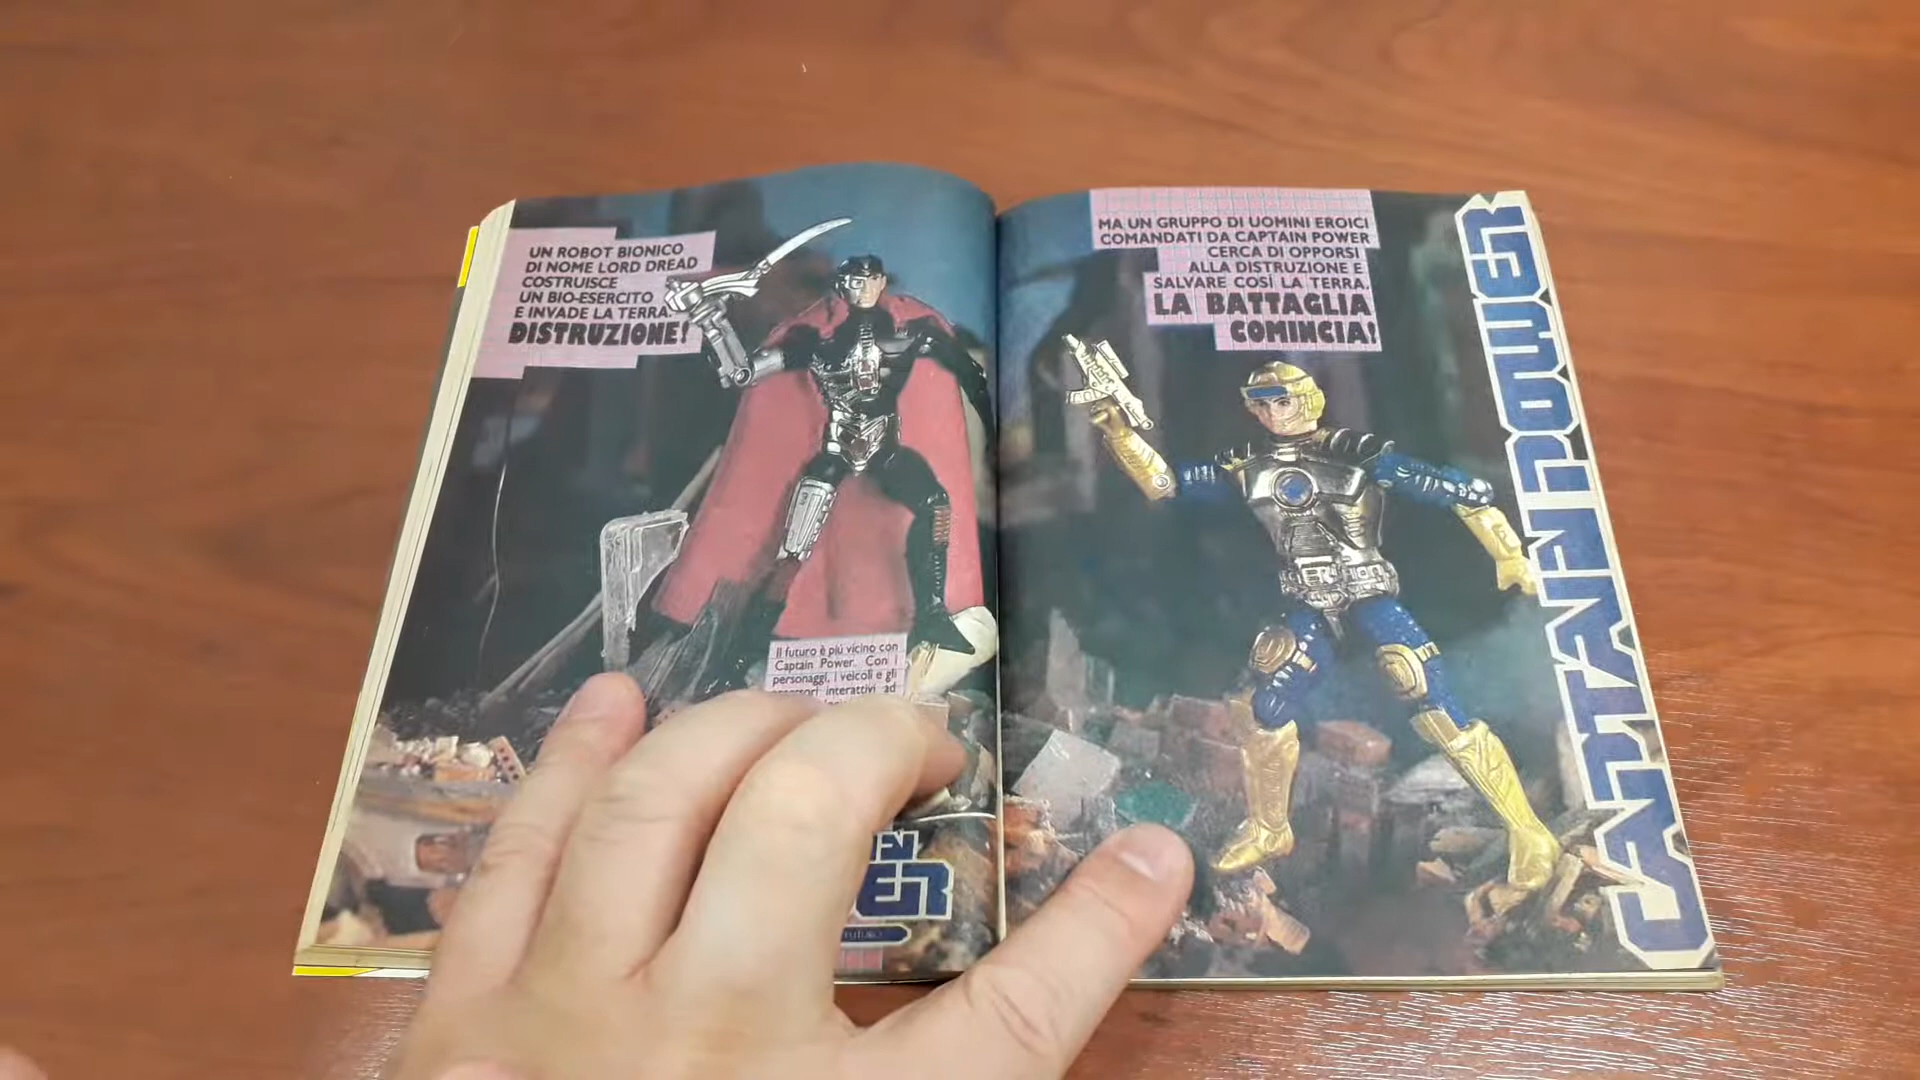 UN ROBOT BIONICO
DI NOME LORD DREAD
COSTRUISCE
UN BIO-ESERCITO
E INVADE LA TERRA.
DISTRUZIONE!
Il futuro è più vicino con
Captain Power. Con i
personaggi, i veicoli e gli
interattivi ad
MA UN GRUPPO DI UOMINI EROICI
COMANDATI DA CAPTAIN POWER
CERCA DI OPPORSI
ALLA DISTRUZIONE E
SALVARE COSÌ LA TERRA.
LA BATTAGLIA
COMINCIA!
CAPTAIN POWER